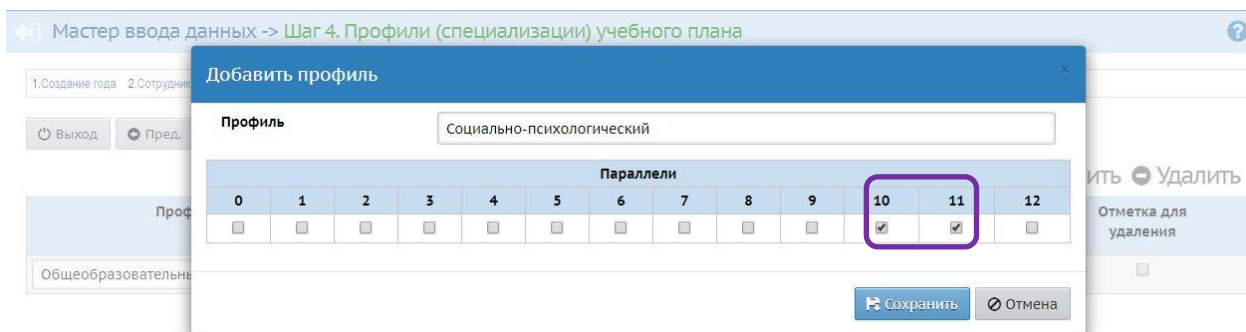 Мастер ввода данных -> Шаг 4. Профили (специализации) учебного плана
Добавить профиль
1.Создание года 2.Сотрудник
Профиль Социально-психологический
Выход Пред.
Параллели
ить Удалить
0 1 2 3 4 5 6 7 8 9 10 11 12
Проф
Отметка для
удаления
Общеобразовательны
Сохранить Отмена